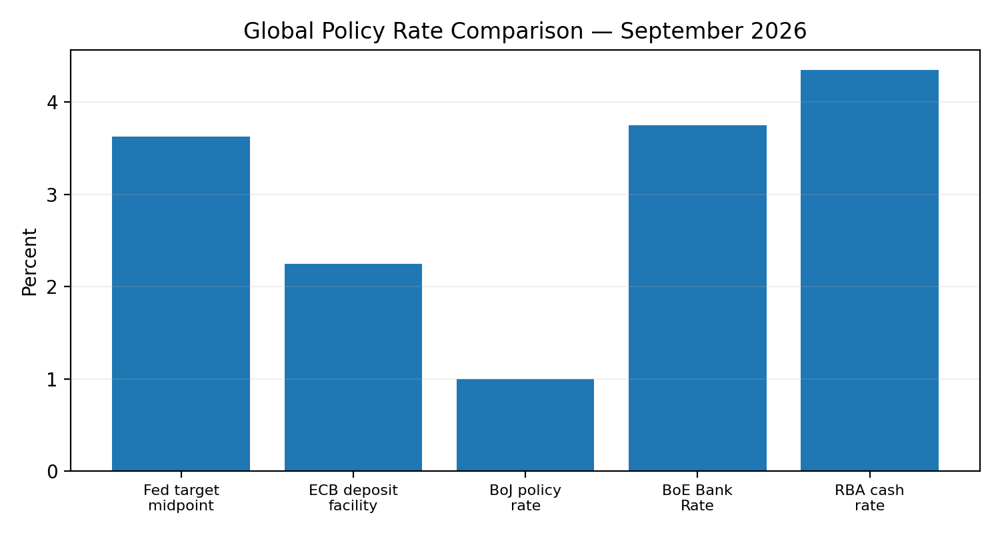 Global Policy Rate Comparison — September 2026
Percent
4
3
2
1
0
Fed target
midpoint
ECB deposit
facility
BoJ policy
rate
BoE Bank
Rate
RBA cash
rate